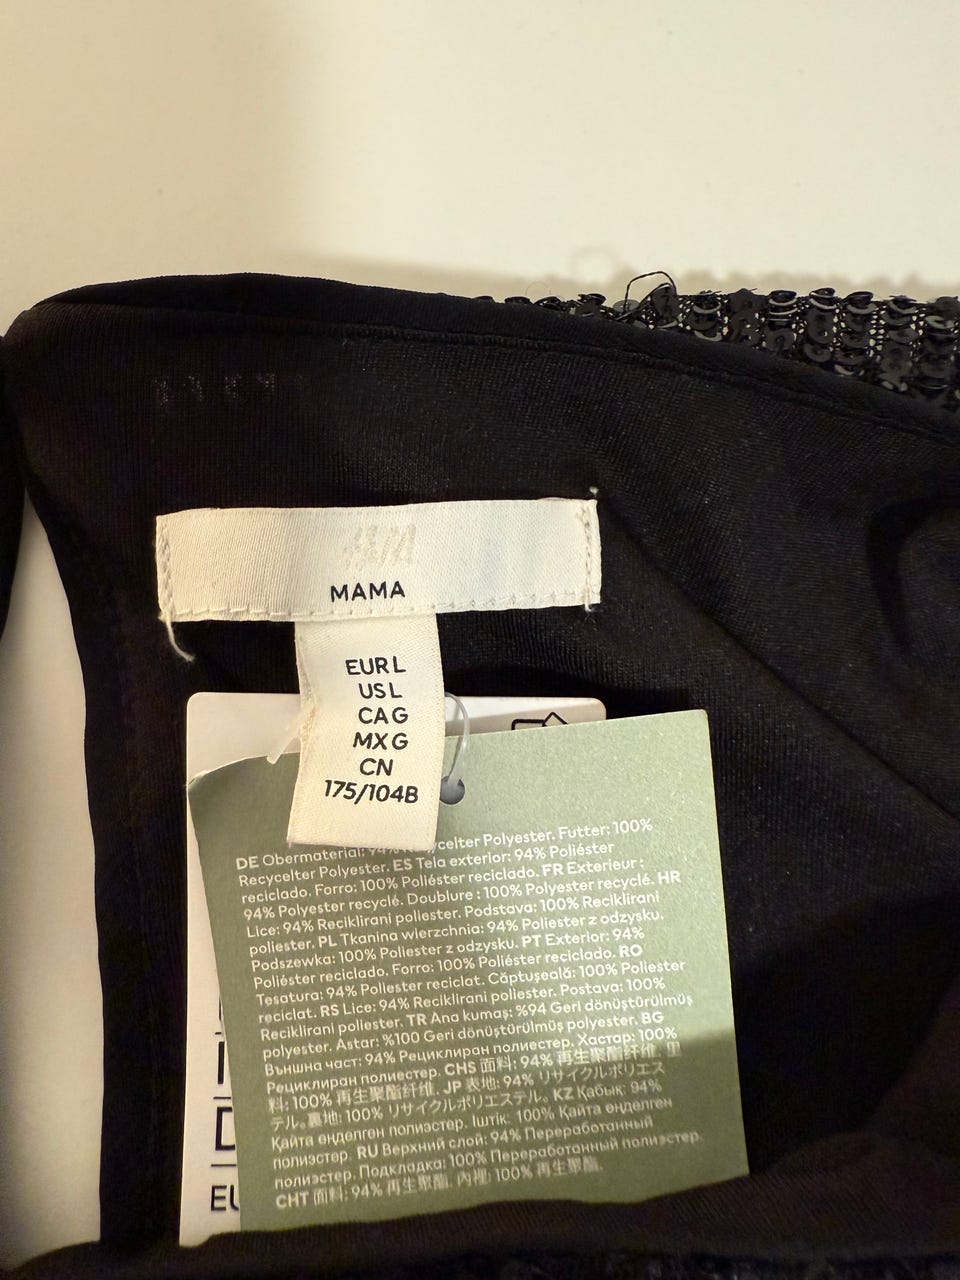 H&M
MAMA
EUR L
US L
CA G
MX G
CN
175/104B
DE Obermaterial: 94% Recycelter Polyester. Futter: 100%
Recycelter Polyester. ES Tela exterior: 94% Poliéster
reciclado. Forro: 100% Poliéster reciclado. FR Exterieur :
94% Polyester recyclé. Doublure : 100% Polyester recyclé. HR
Lice: 94% Reciklirani poliester. Podstava: 100% Reciklirani
poliester. PL Tkanina wierzchnia: 94% Poliester z odzysku.
Podszewka: 100% Poliester z odzysku. PT Exterior: 94%
Poliéster reciclado. Forro: 100% Poliéster reciclado. RO
Tesatura: 94% Poliester reciclat. Căptuşeală: 100% Poliester
reciclat. RS Lice: 94% Reciklirani poliester. Postava: 100%
Reciklirani poliester. TR Ana kumaş: %94 Geri dönüştürülmüş
polyester. Astar: %100 Geri dönüştürülmüş polyester. BG
Външна част: 94% Рециклиран полиестер. Хастар: 100%
Рециклиран полиестер. CHS 面料: 94% 再生聚酯纤维. 里
料: 100% 再生聚酯纤维. JP 表地: 94% リサイクルポリエス
テル。裏地: 100% リサイクルポリエステル. KZ Қабық: 94%
Қайта өңделген полиэстер. Іштік: 100% Қайта өңделген
полиэстер. RU Верхний слой: 94% Переработанный
полиэстер. Подкладка: 100% Переработанный полиэстер.
CHT 面料: 94% 再生聚酯. 內裡: 100% 再生聚酯.
EU